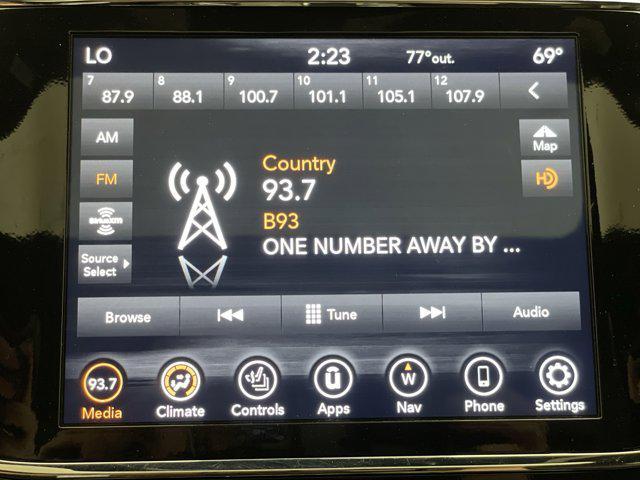 LO 2:23 77°out. 69°
7 8 9 10 11 12
87.9 88.1 100.7 101.1 105.1 107.9
AM
Map
FM
HD
SiriusXM
Source
Select
Country
93.7
B93
ONE NUMBER AWAY BY ...
Browse Tune Audio
93.7 U W
Media Climate Controls Apps Nav Phone Settings